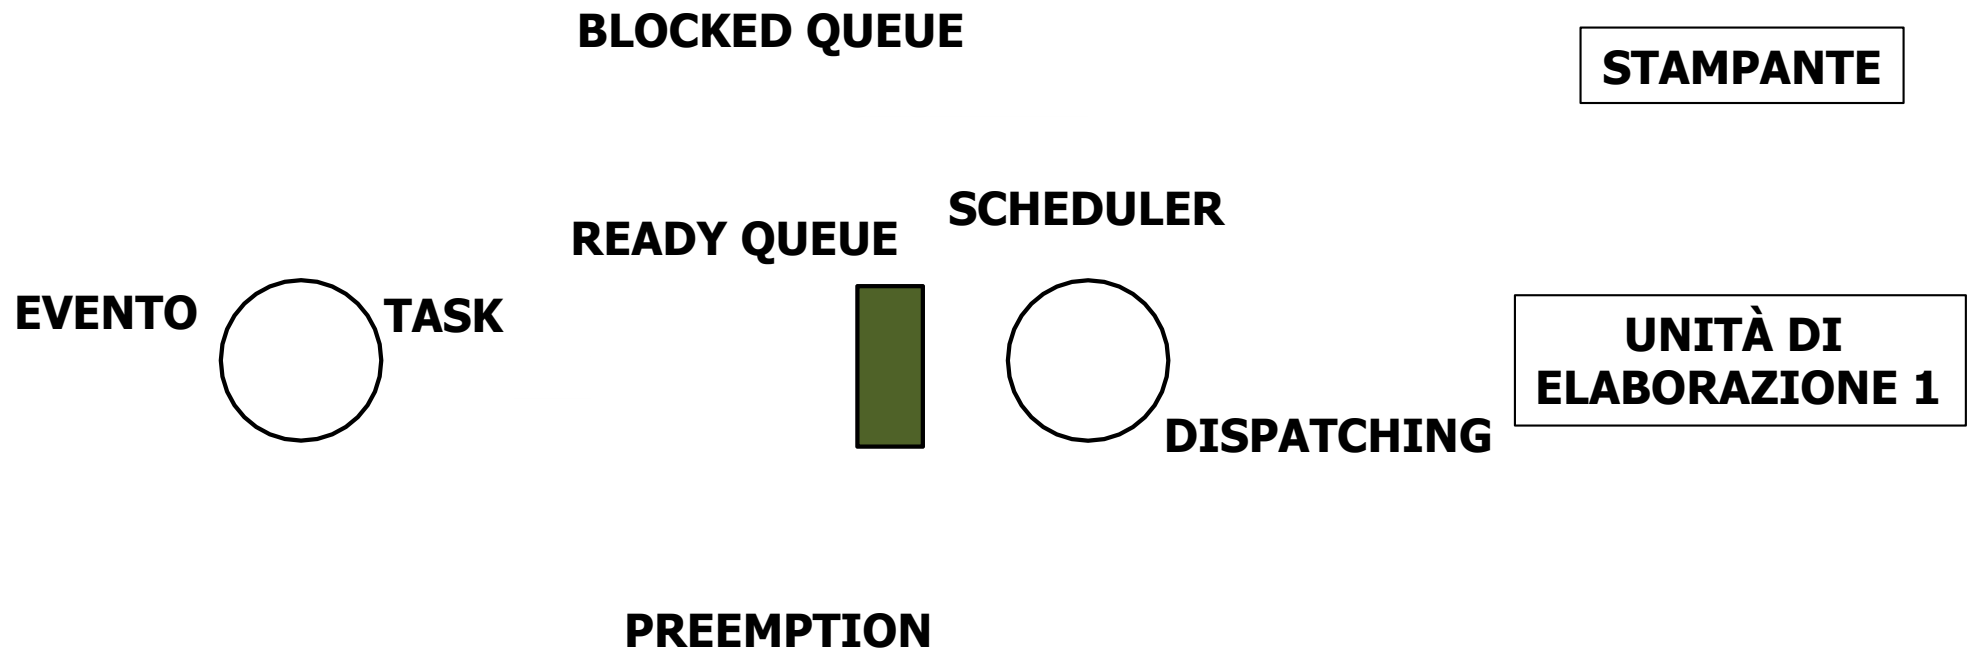 BLOCKED QUEUE
STAMPANTE
SCHEDULER
READY QUEUE
EVENTO
TASK
UNITÀ DI
ELABORAZIONE 1
DISPATCHING
PREEMPTION